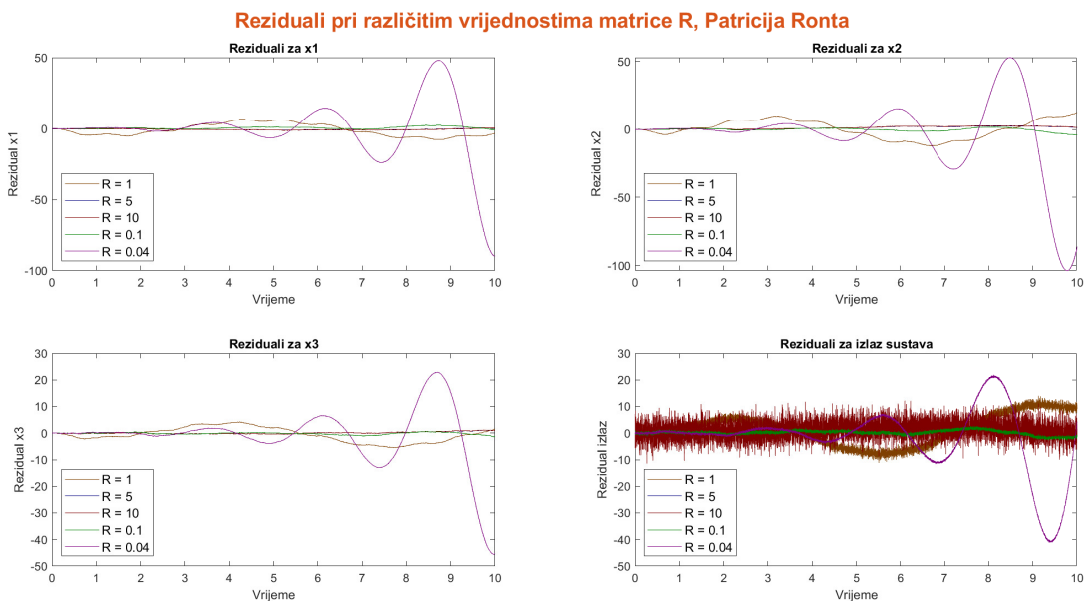 Reziduali pri različitim vrijednostima matrice R, Patricija Ronta
Reziduali za x1
50
0
-50
-100
Rezidual x1
R = 1
R = 5
R = 10
R = 0.1
R = 0.04
0 1 2 3 4 5 6 7 8 9 10
Vrijeme
Reziduali za x2
50
0
-50
-100
Rezidual x2
R = 1
R = 5
R = 10
R = 0.1
R = 0.04
0 1 2 3 4 5 6 7 8 9 10
Vrijeme
Reziduali za x3
30
20
10
0
-10
-20
-30
-40
-50
Rezidual x3
R = 1
R = 5
R = 10
R = 0.1
R = 0.04
0 1 2 3 4 5 6 7 8 9 10
Vrijeme
Reziduali za izlaz sustava
30
20
10
0
-10
-20
-30
-40
-50
Rezidual izlaz
R = 1
R = 5
R = 10
R = 0.1
R = 0.04
0 1 2 3 4 5 6 7 8 9 10
Vrijeme